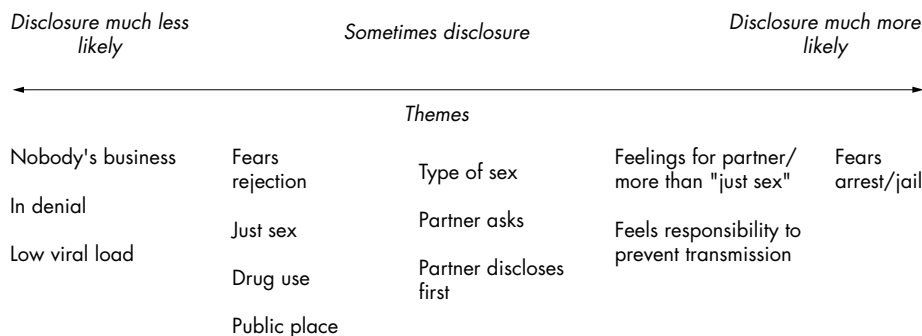 Disclosure much less
likely
Sometimes disclosure
Disclosure much more
likely
Themes
Nobody's business
In denial
Low viral load
Fears
rejection
Just sex
Drug use
Public place
Type of sex
Partner asks
Partner discloses
first
Feelings for partner/
more than "just sex"
Feels responsibility to
prevent transmission
Fears
arrest/jail